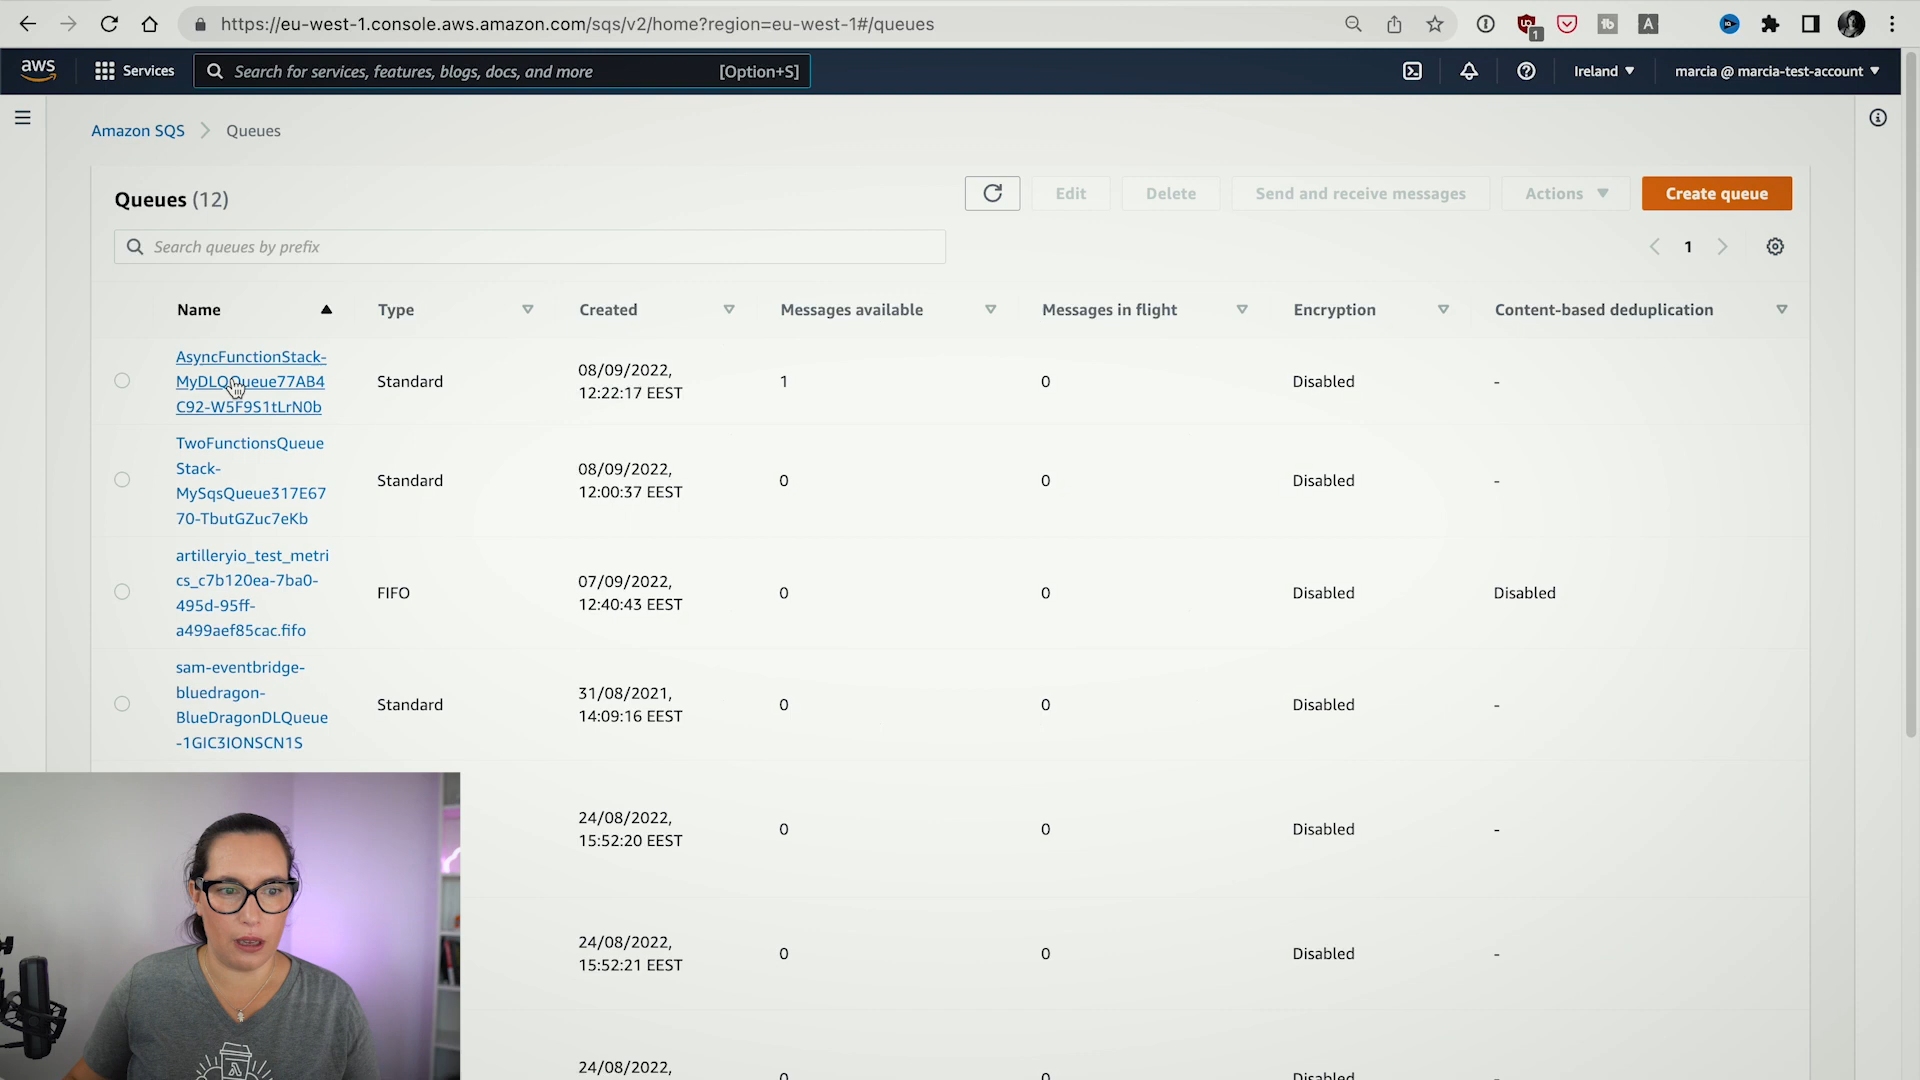 https://eu-west-1.console.aws.amazon.com/sqs/v2/home?region=eu-west-1#/queues
1
aws
Services
Search for services, features, blogs, docs, and more
[Option+S]
Ireland
marcia @ marcia-test-account
Amazon SQS
Queues
Queues (12)
Edit
Delete
Send and receive messages
Actions
Create queue
Search queues by prefix
1
Name
Type
Created
Messages available
Messages in flight
Encryption
Content-based deduplication
AsyncFunctionStack-
MyDLQQueue77AB4
C92-W5F9S1tLrN0b
Standard
08/09/2022,
12:22:17 EEST
1
0
Disabled
-
TwoFunctionsQueue
Stack-
MySqsQueue317E67
70-TbutGZuc7eKb
Standard
08/09/2022,
12:00:37 EEST
0
0
Disabled
-
artilleryio_test_metri
cs_c7b120ea-7ba0-
495d-95ff-
a499aef85cac.fifo
FIFO
07/09/2022,
12:40:43 EEST
0
0
Disabled
Disabled
sam-eventbridge-
bluedragon-
BlueDragonDLQueue
-1GIC3IONSCN1S
Standard
31/08/2021,
14:09:16 EEST
0
0
Disabled
-
24/08/2022,
15:52:20 EEST
0
0
Disabled
-
24/08/2022,
15:52:21 EEST
0
0
Disabled
-
24/08/2022,
0
0
Disabled